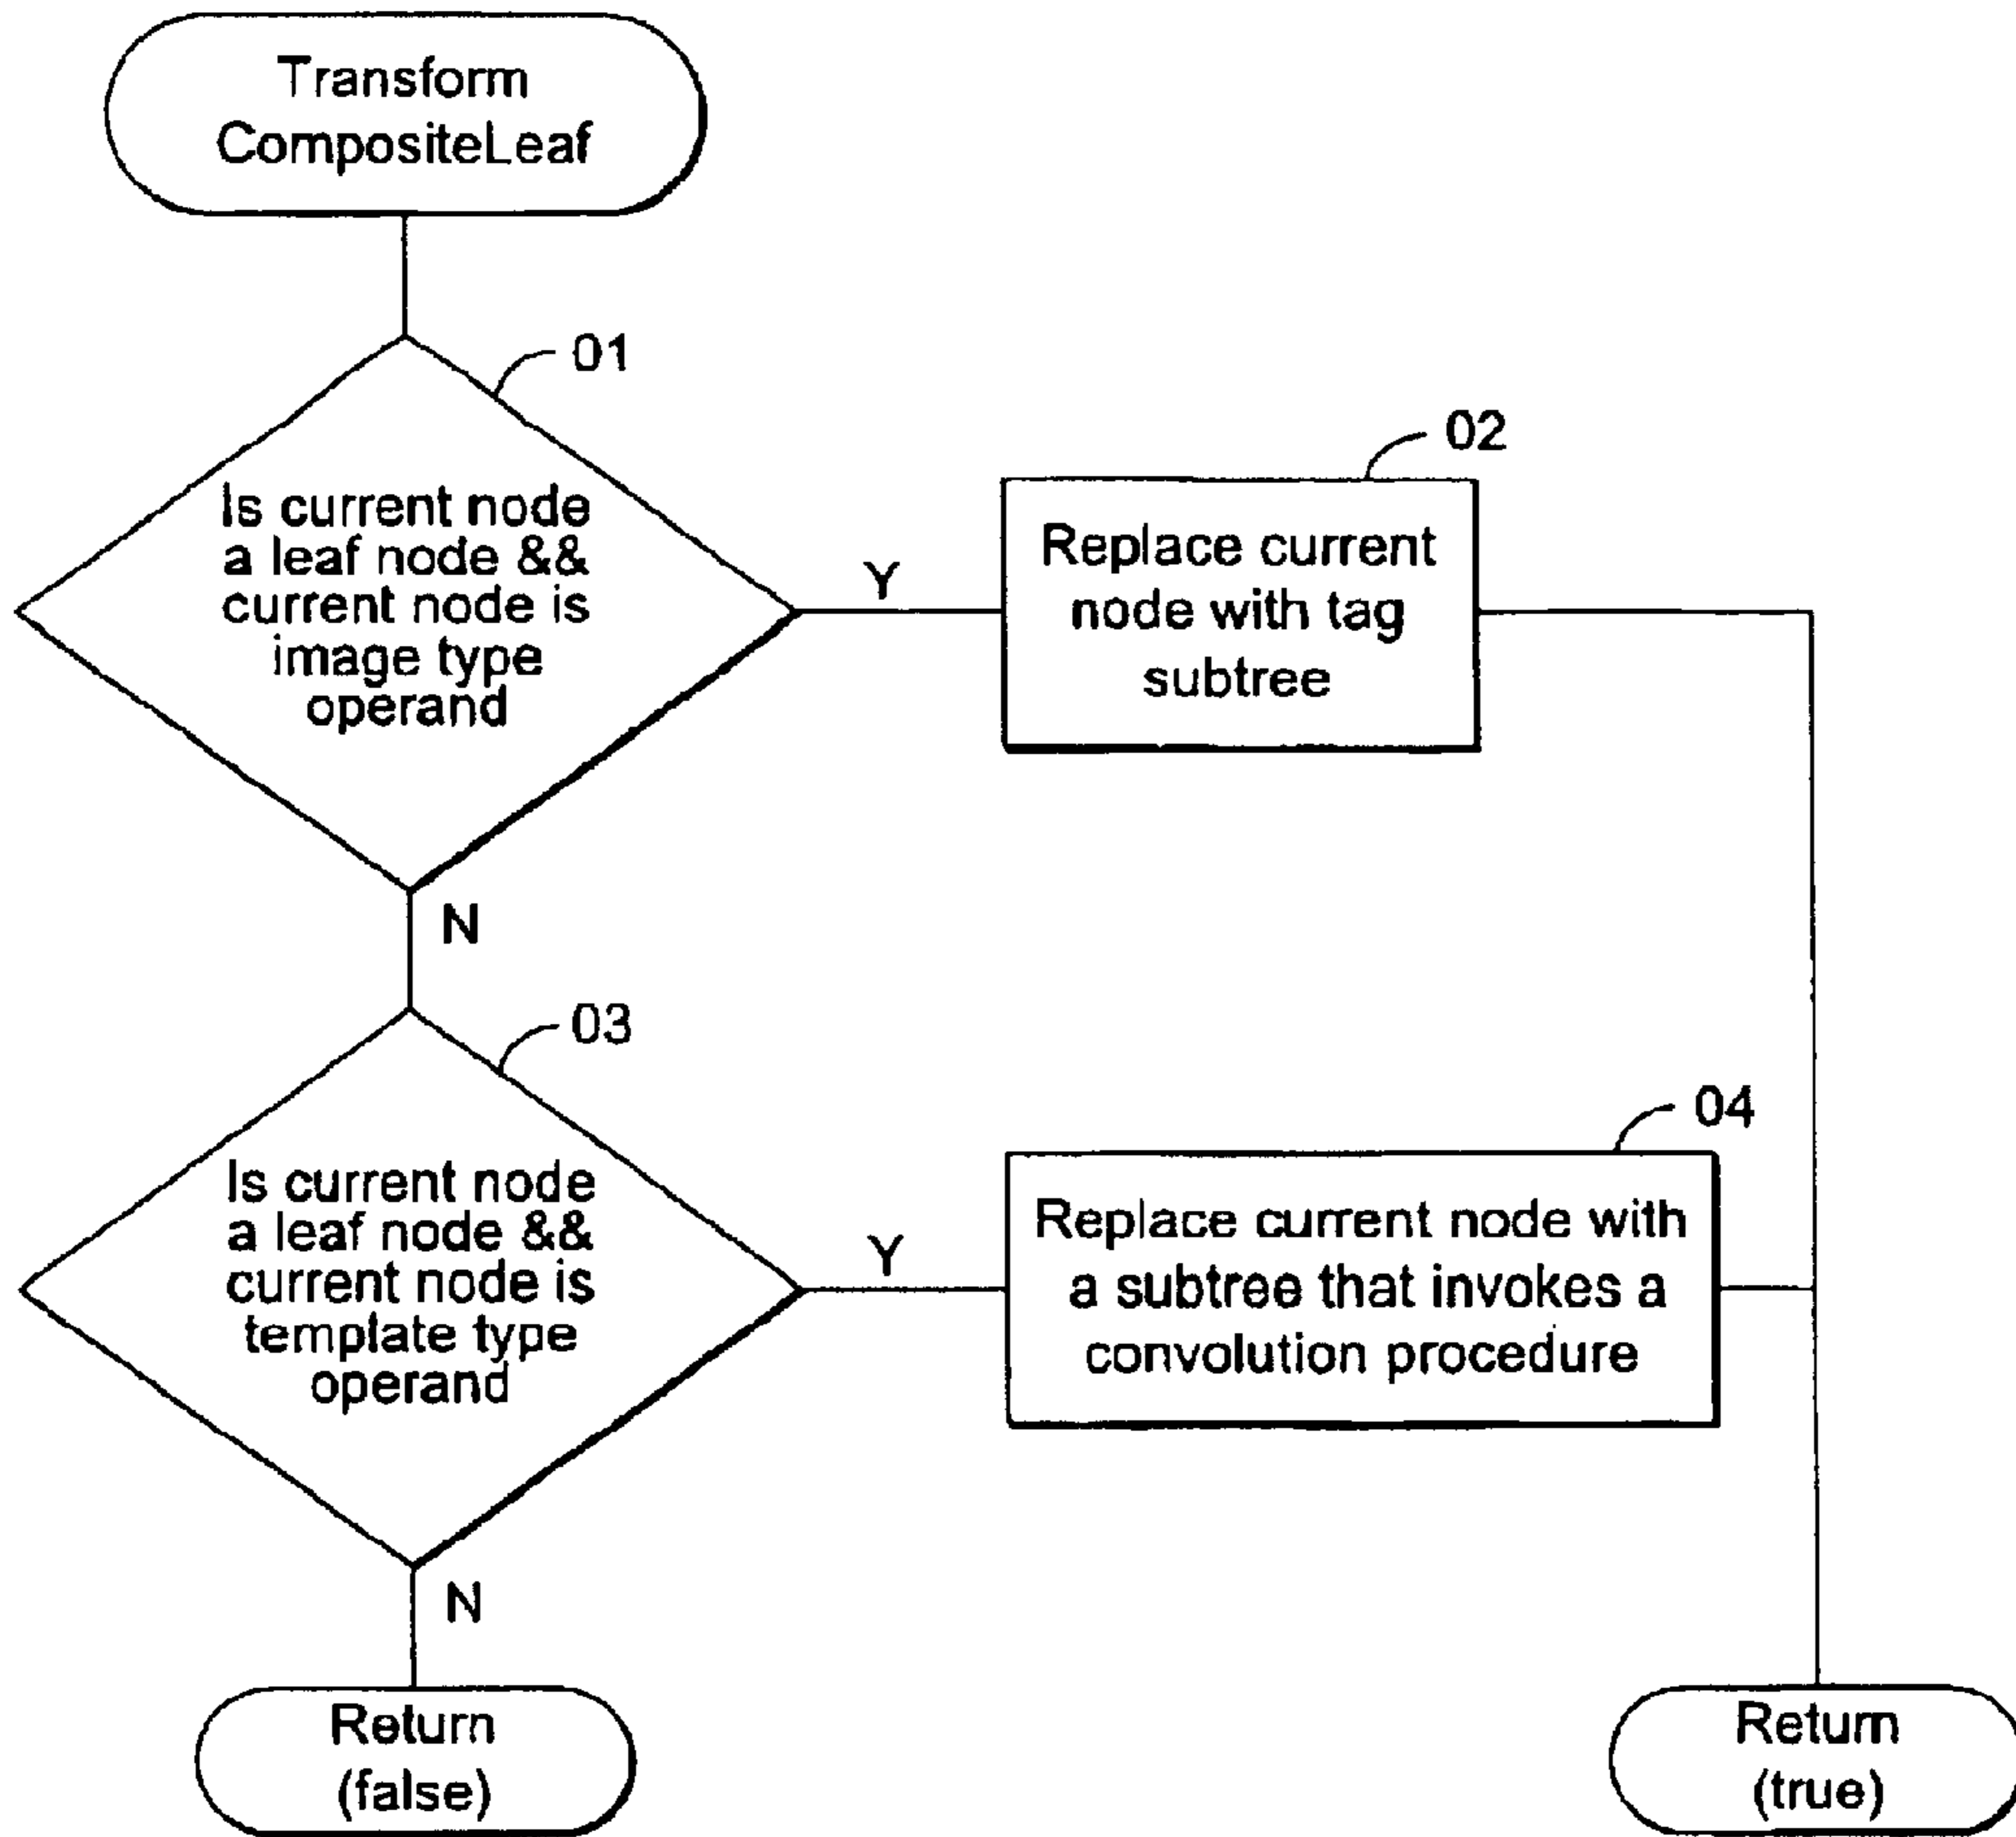 Transform
CompositeLeaf
01
Is current node
a leaf node &&
current node is
image type
operand
Y
02
Replace current
node with tag
subtree
N
03
Is current node
a leaf node &&
current node is
template type
operand
Y
04
Replace current node with
a subtree that invokes a
convolution procedure
N
Return
(false)
Return
(true)